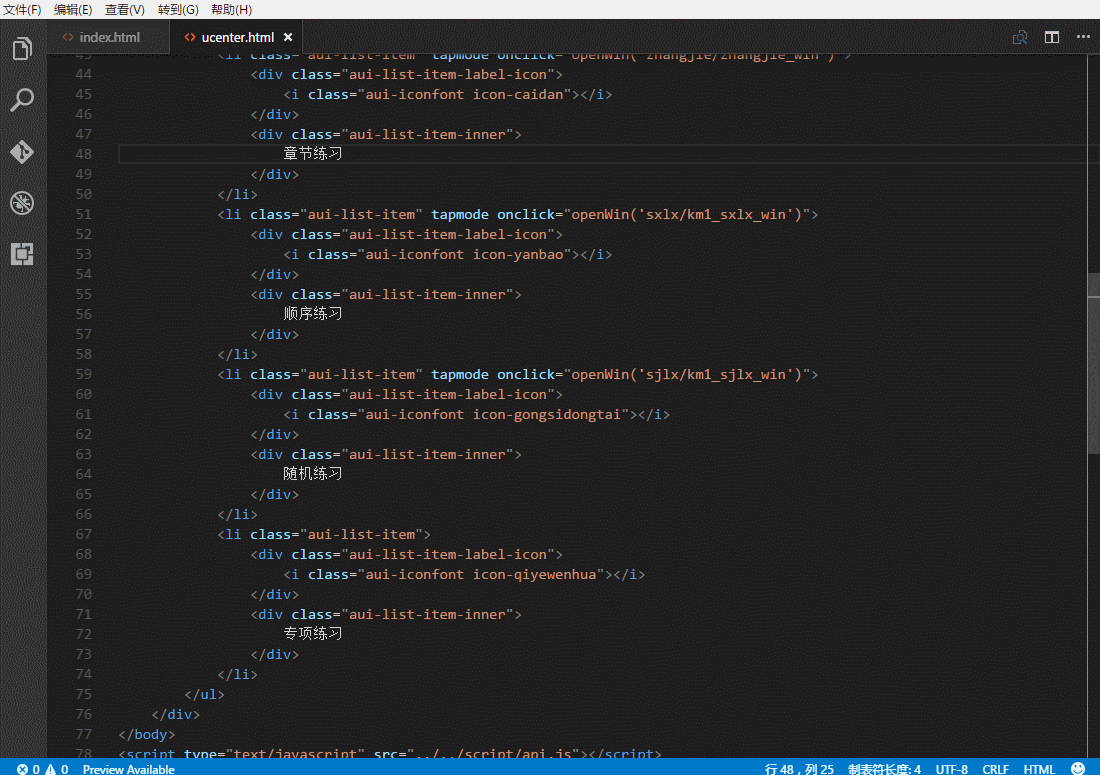 文件(F) 编辑(E) 查看(V) 转到(G) 帮助(H)
<> index.html <> ucenter.html ×
43 <li class="aui-list-item" tapmode onclick="openWin('zhangjie/zhangjie_win')">
44 <div class="aui-list-item-label-icon">
45 <i class="aui-iconfont icon-caidan"></i>
46 </div>
47 <div class="aui-list-item-inner">
48 章节练习
49 </div>
50 </li>
51 <li class="aui-list-item" tapmode onclick="openWin('sxlx/km1_sxlx_win')">
52 <div class="aui-list-item-label-icon">
53 <i class="aui-iconfont icon-yanbao"></i>
54 </div>
55 <div class="aui-list-item-inner">
56 顺序练习
57 </div>
58 </li>
59 <li class="aui-list-item" tapmode onclick="openWin('sjlx/km1_sjlx_win')">
60 <div class="aui-list-item-label-icon">
61 <i class="aui-iconfont icon-gongsidongtai"></i>
62 </div>
63 <div class="aui-list-item-inner">
64 随机练习
65 </div>
66 </li>
67 <li class="aui-list-item">
68 <div class="aui-list-item-label-icon">
69 <i class="aui-iconfont icon-qiyewenhua"></i>
70 </div>
71 <div class="aui-list-item-inner">
72 专项练习
73 </div>
74 </li>
75 </ul>
76 </div>
77 </body>
78 <script type="text/javascript" src="../../script/api.js"></script>
0 0 Preview Available 行 48，列 25 制表符长度: 4 UTF-8 CRLF HTML